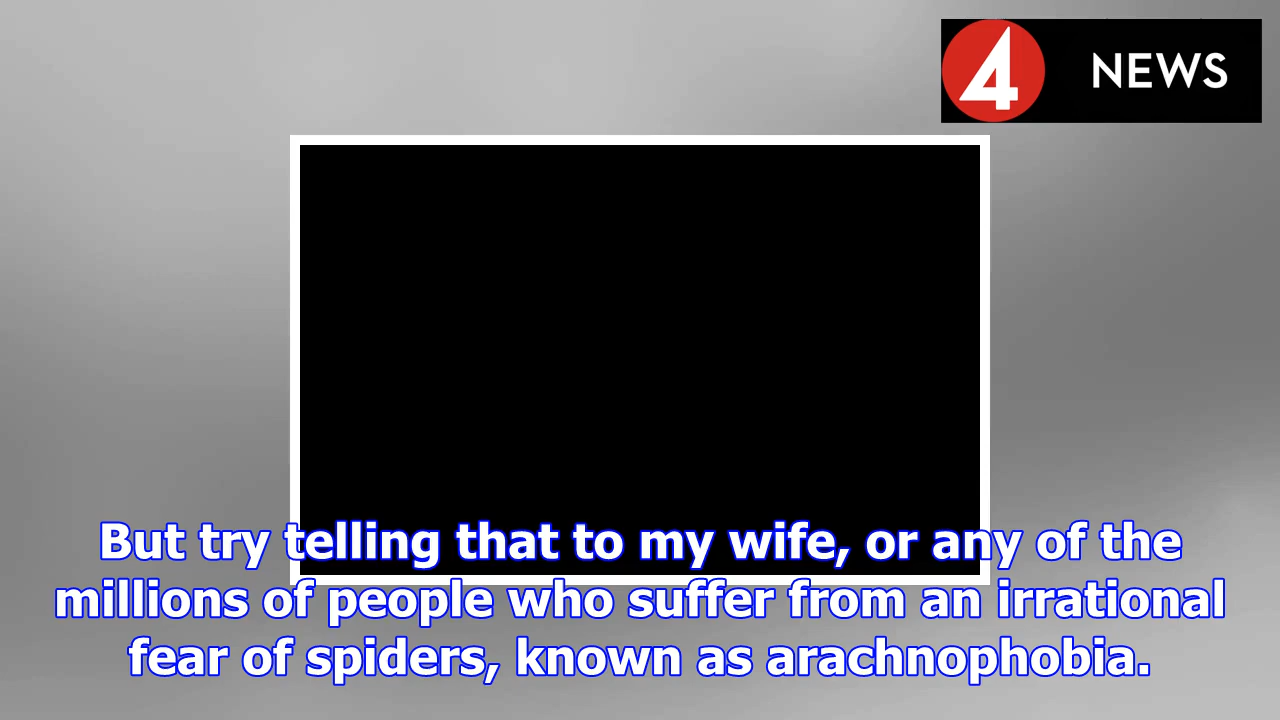 4 NEWS
But try telling that to my wife, or any of the
millions of people who suffer from an irrational
fear of spiders, known as arachnophobia.